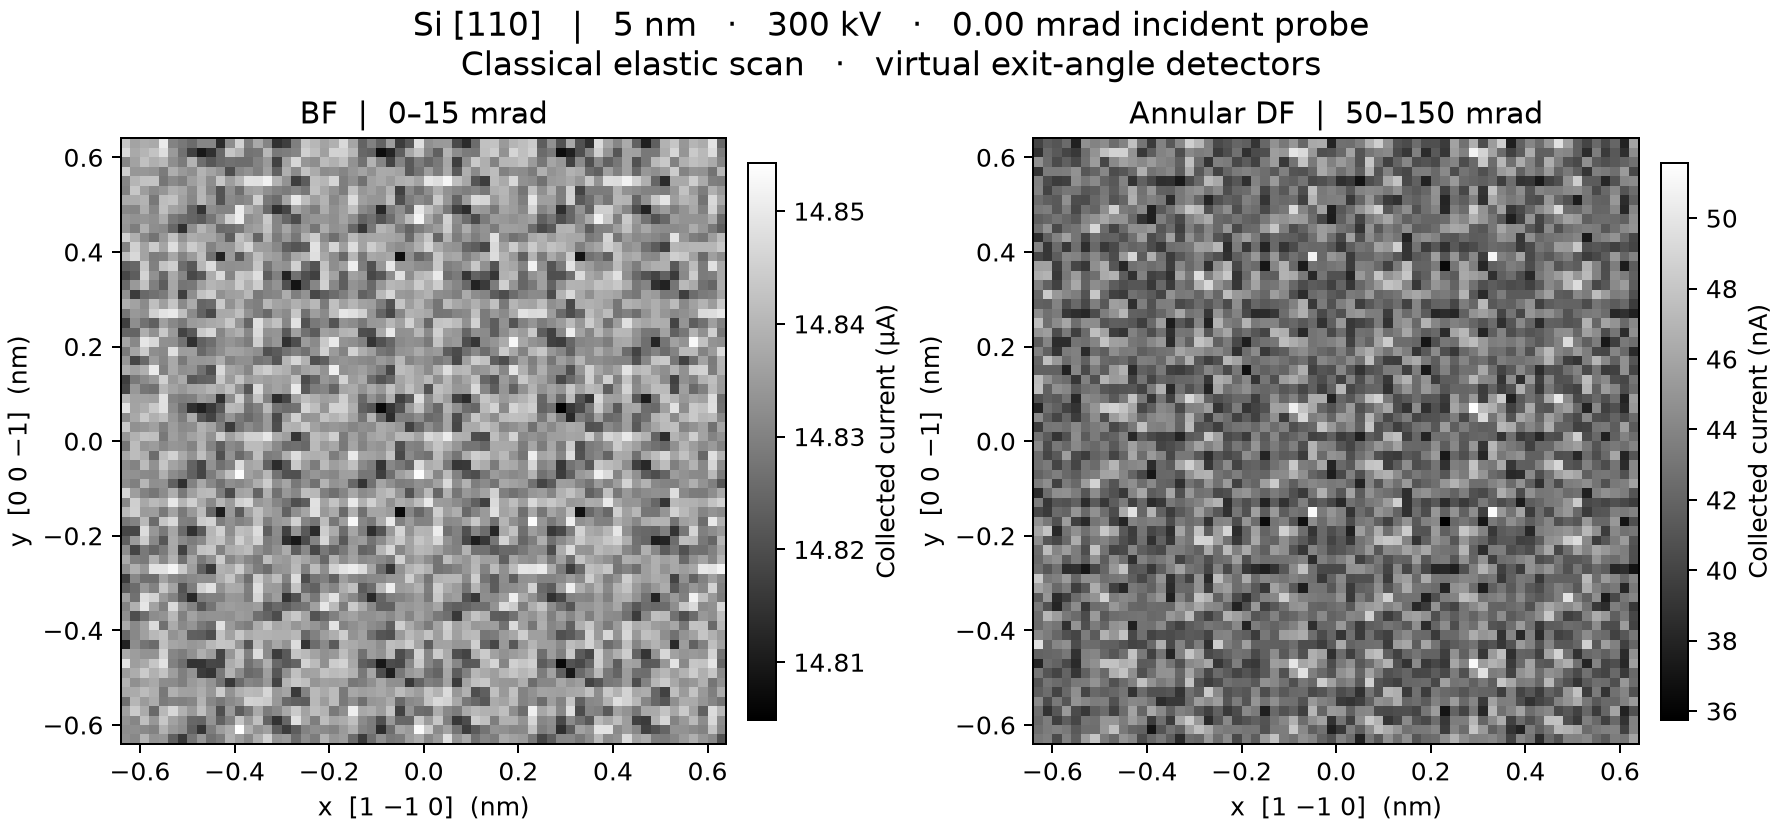 Si [110] | 5 nm · 300 kV · 0.00 mrad incident probe
Classical elastic scan · virtual exit-angle detectors
BF | 0–15 mrad
0.6
0.4
0.2
0.0
−0.2
−0.4
−0.6
y [0 0 −1] (nm)
−0.6 −0.4 −0.2 0.0 0.2 0.4 0.6
x [1 −1 0] (nm)
14.85
14.84
14.83
14.82
14.81
Collected current (µA)
Annular DF | 50–150 mrad
0.6
0.4
0.2
0.0
−0.2
−0.4
−0.6
y [0 0 −1] (nm)
−0.6 −0.4 −0.2 0.0 0.2 0.4 0.6
x [1 −1 0] (nm)
50
48
46
44
42
40
38
36
Collected current (nA)